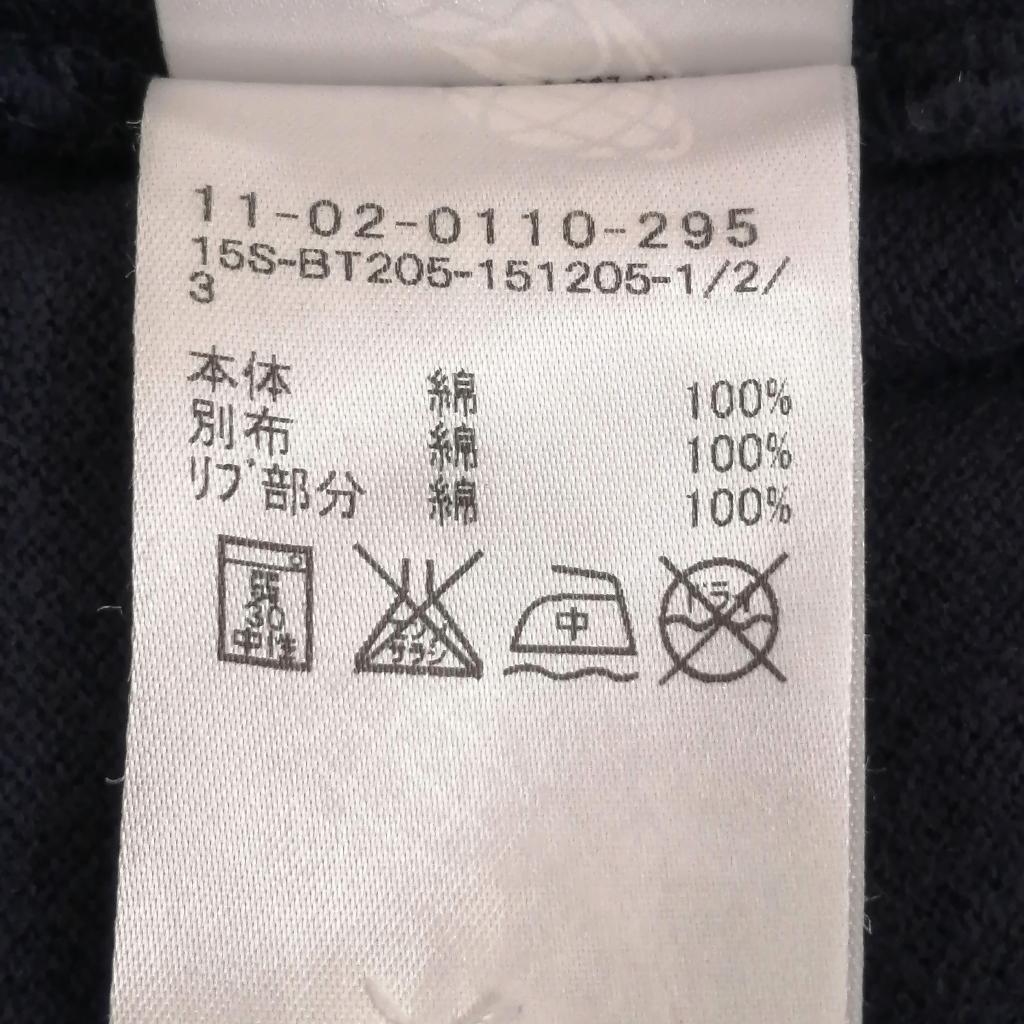 11-02-0110-295
15S-BT205-151205-1/2/
3
本体 綿 100%
別布 綿 100%
リブ部分 綿 100%
弱
30
中性
エンソ
サラシ
中
ドライ